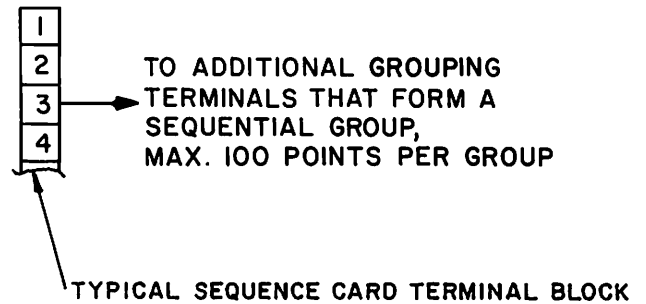 1
2
3
4
TO ADDITIONAL GROUPING
TERMINALS THAT FORM A
SEQUENTIAL GROUP,
MAX. 100 POINTS PER GROUP
TYPICAL SEQUENCE CARD TERMINAL BLOCK